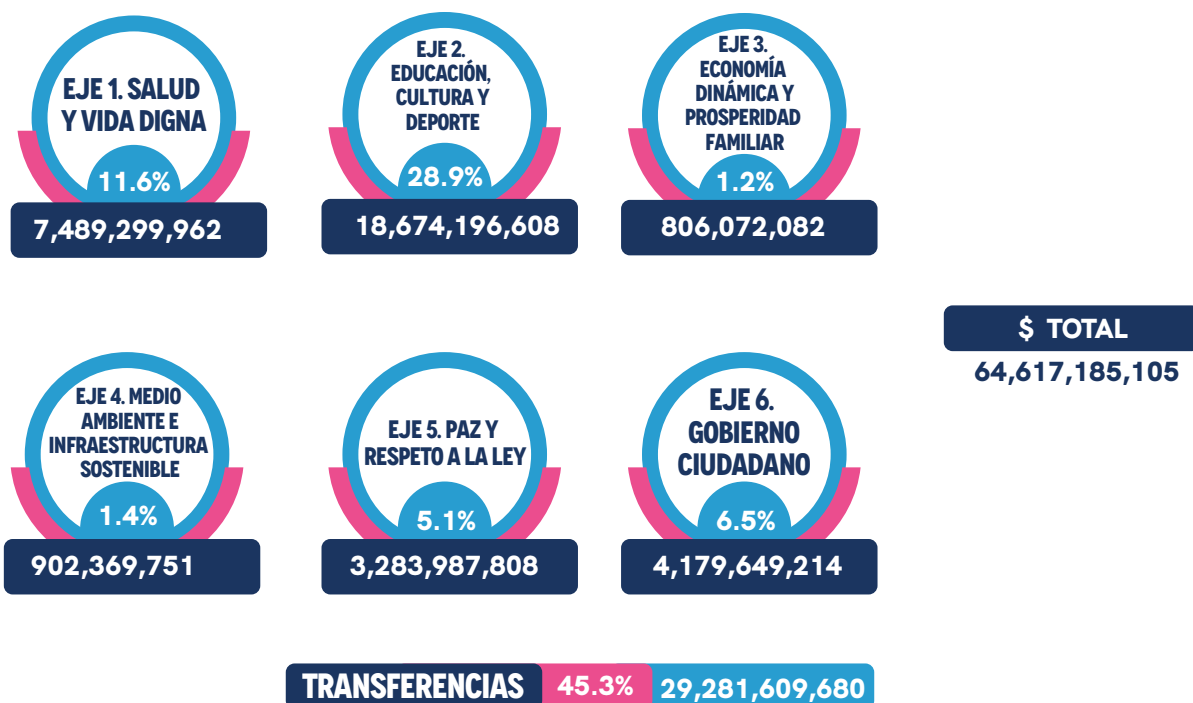 EJE 1. SALUD
Y VIDA DIGNA
11.6%
7,489,299,962
EJE 2.
EDUCACIÓN,
CULTURA Y
DEPORTE
28.9%
18,674,196,608
EJE 3.
ECONOMÍA
DINÁMICA Y
PROSPERIDAD
FAMILIAR
1.2%
806,072,082
$ TOTAL
64,617,185,105
EJE 4. MEDIO
AMBIENTE E
INFRAESTRUCTURA
SOSTENIBLE
1.4%
902,369,751
EJE 5. PAZ Y
RESPETO A LA LEY
5.1%
3,283,987,808
EJE 6.
GOBIERNO
CIUDADANO
6.5%
4,179,649,214
TRANSFERENCIAS 45.3% 29,281,609,680